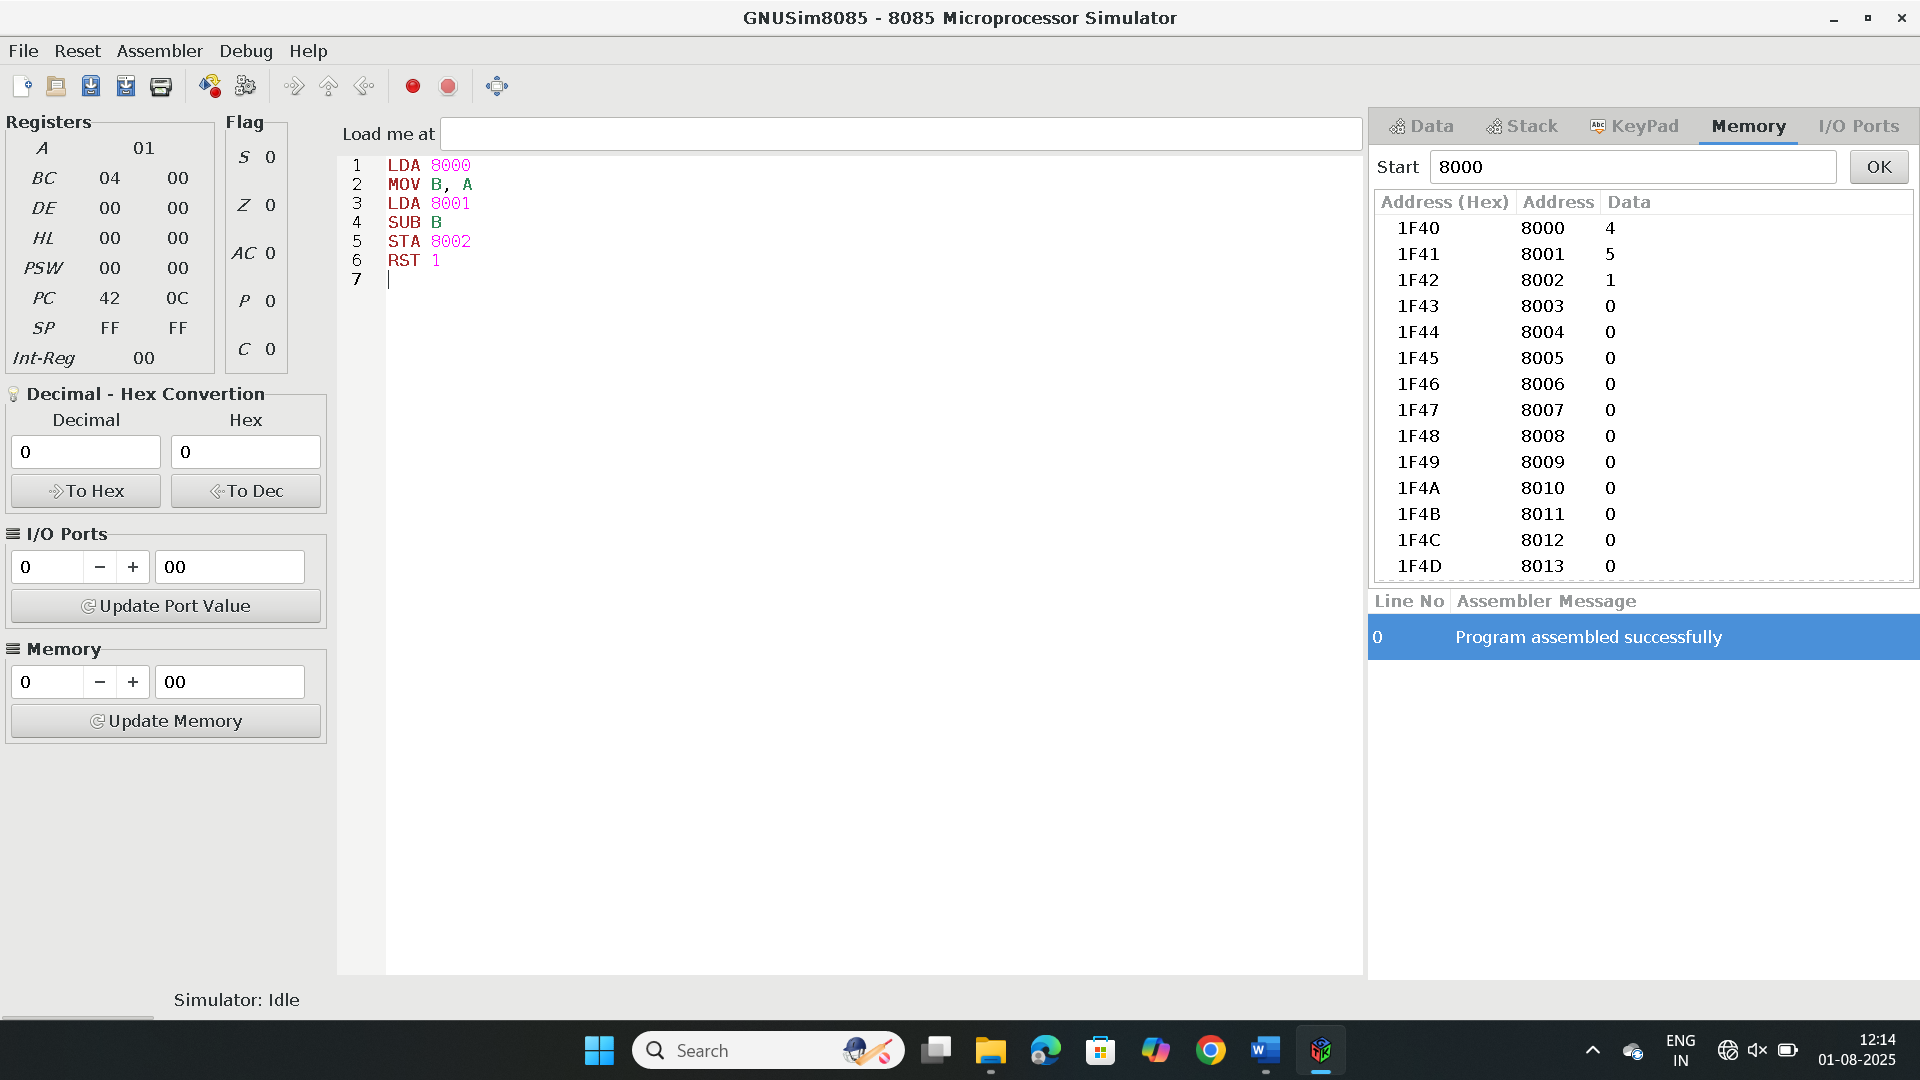 GNUSim8085 - 8085 Microprocessor Simulator
File Reset Assembler Debug Help
Registers
A 01
BC 04 00
DE 00 00
HL 00 00
PSW 00 00
PC 42 0C
SP FF FF
Int-Reg 00
Flag
S 0
Z 0
AC 0
P 0
C 0
Decimal - Hex Convertion
Decimal Hex
0 0
To Hex To Dec
I/O Ports
0 − + 00
Update Port Value
Memory
0 − + 00
Update Memory
Load me at
1 LDA 8000
2 MOV B, A
3 LDA 8001
4 SUB B
5 STA 8002
6 RST 1
7
Data Stack Abc KeyPad Memory I/O Ports
Start 8000 OK
Address (Hex) Address Data
1F40 8000 4
1F41 8001 5
1F42 8002 1
1F43 8003 0
1F44 8004 0
1F45 8005 0
1F46 8006 0
1F47 8007 0
1F48 8008 0
1F49 8009 0
1F4A 8010 0
1F4B 8011 0
1F4C 8012 0
1F4D 8013 0
Line No Assembler Message
0 Program assembled successfully
Simulator: Idle
Search
W
ENG
IN
12:14
01-08-2025